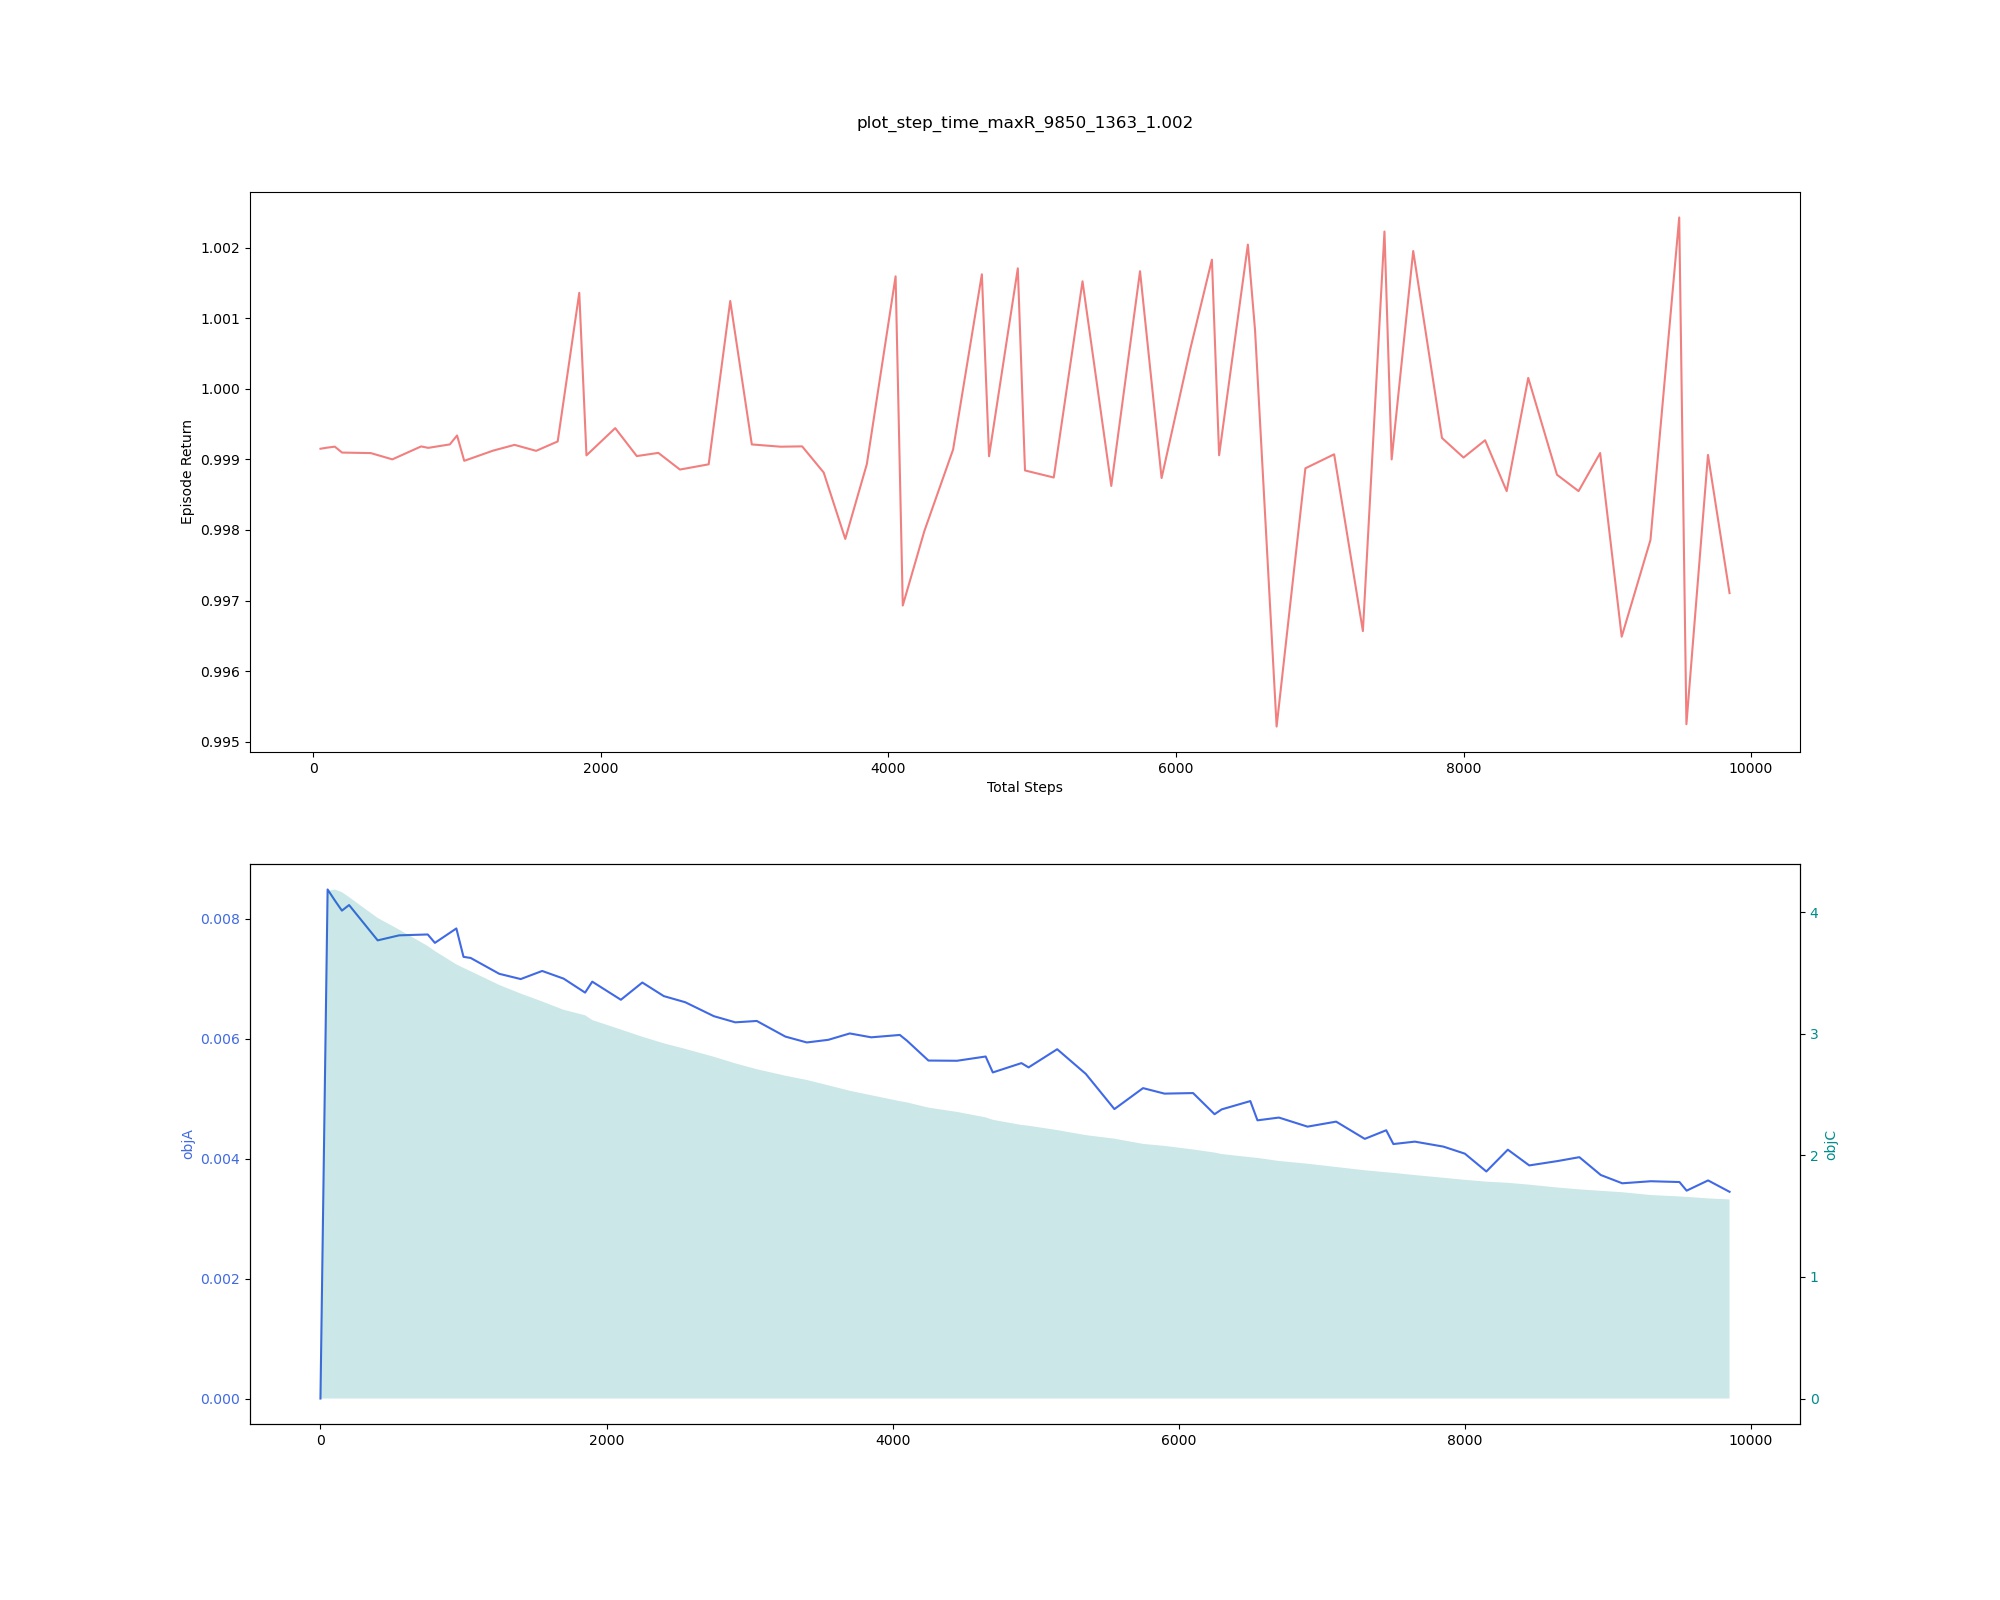 plot_step_time_maxR_9850_1363_1.002
1.002
1.001
1.000
0.999
0.998
0.997
0.996
0.995
Episode Return
0 2000 4000 6000 8000 10000
Total Steps
0.008
0.006
0.004
0.002
0.000
objA
4
3
2
1
0
objC
0 2000 4000 6000 8000 10000